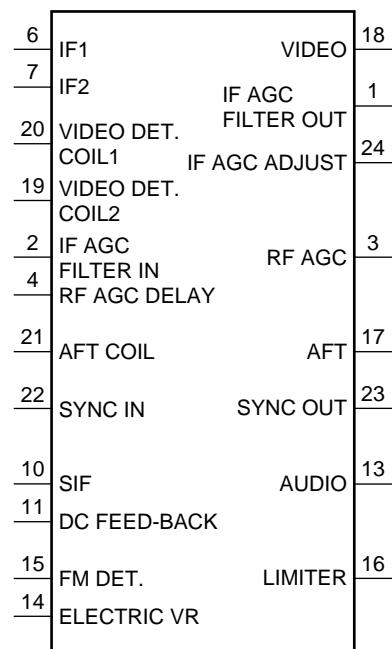 6 IF1
7 IF2
20 VIDEO DET.
COIL1
19 VIDEO DET.
COIL2
2 IF AGC
FILTER IN
4 RF AGC DELAY
21 AFT COIL
22 SYNC IN
10 SIF
11 DC FEED-BACK
15 FM DET.
14 ELECTRIC VR
VIDEO 18
IF AGC 1
FILTER OUT
IF AGC ADJUST 24
RF AGC 3
AFT 17
SYNC OUT 23
AUDIO 13
LIMITER 16